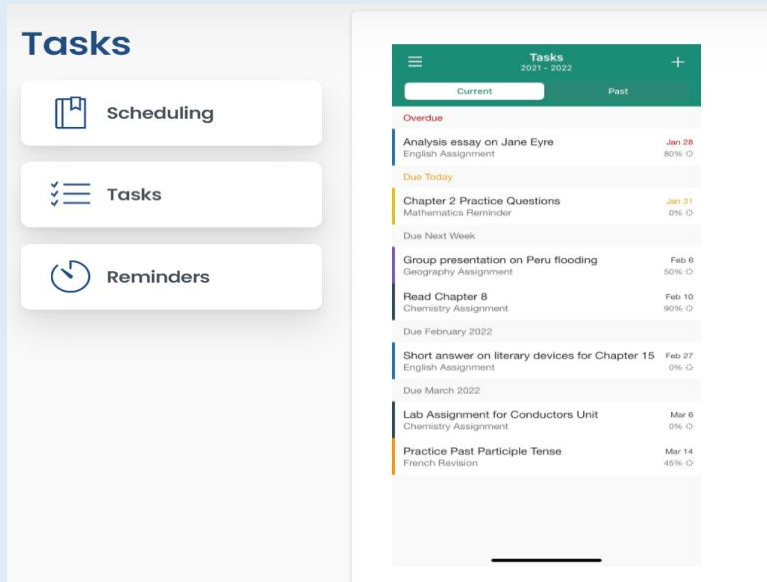 Tasks
Scheduling
Tasks
Reminders
Tasks
2021 - 2022
Current Past
Overdue
Analysis essay on Jane Eyre Jan 28
English Assignment 80%
Due Today
Chapter 2 Practice Questions Jan 31
Mathematics Reminder 0%
Due Next Week
Group presentation on Peru flooding Feb 6
Geography Assignment 50%
Read Chapter 8 Feb 10
Chemistry Assignment 90%
Due February 2022
Short answer on literary devices for Chapter 15 Feb 27
English Assignment 0%
Due March 2022
Lab Assignment for Conductors Unit Mar 6
Chemistry Assignment 0%
Practice Past Participle Tense Mar 14
French Revision 45%